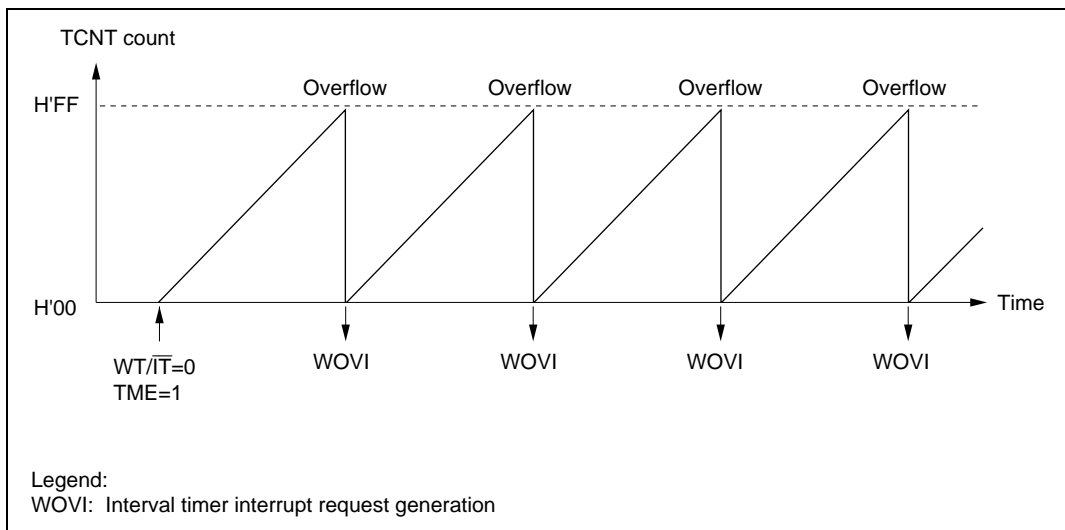 TCNT count
Overflow Overflow Overflow Overflow
H'FF
H'00
Time
WT/I̅T̅=0
TME=1
WOVI WOVI WOVI WOVI
Legend:
WOVI: Interval timer interrupt request generation